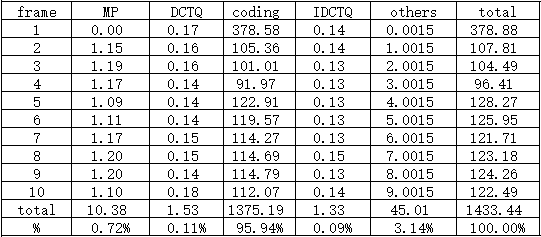 frame MP DCTQ coding IDCTQ others total
1 0.00 0.17 378.58 0.14 0.0015 378.88
2 1.15 0.16 105.36 0.14 1.0015 107.81
3 1.19 0.16 101.01 0.13 2.0015 104.49
4 1.17 0.14 91.97 0.13 3.0015 96.41
5 1.09 0.14 122.91 0.13 4.0015 128.27
6 1.11 0.14 119.57 0.13 5.0015 125.95
7 1.17 0.15 114.27 0.13 6.0015 121.71
8 1.20 0.15 114.69 0.15 7.0015 123.18
9 1.20 0.14 114.79 0.13 8.0015 124.26
10 1.10 0.18 112.07 0.14 9.0015 122.49
total 10.38 1.53 1375.19 1.33 45.01 1433.44
% 0.72% 0.11% 95.94% 0.09% 3.14% 100.00%